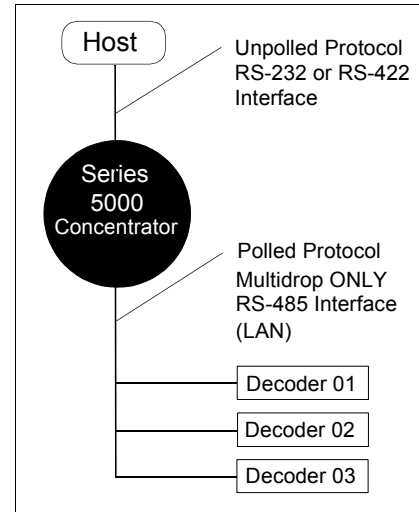 Host
Unpolled Protocol
RS-232 or RS-422
Interface
Series
5000
Concentrator
Polled Protocol
Multidrop ONLY
RS-485 Interface
(LAN)
Decoder 01
Decoder 02
Decoder 03